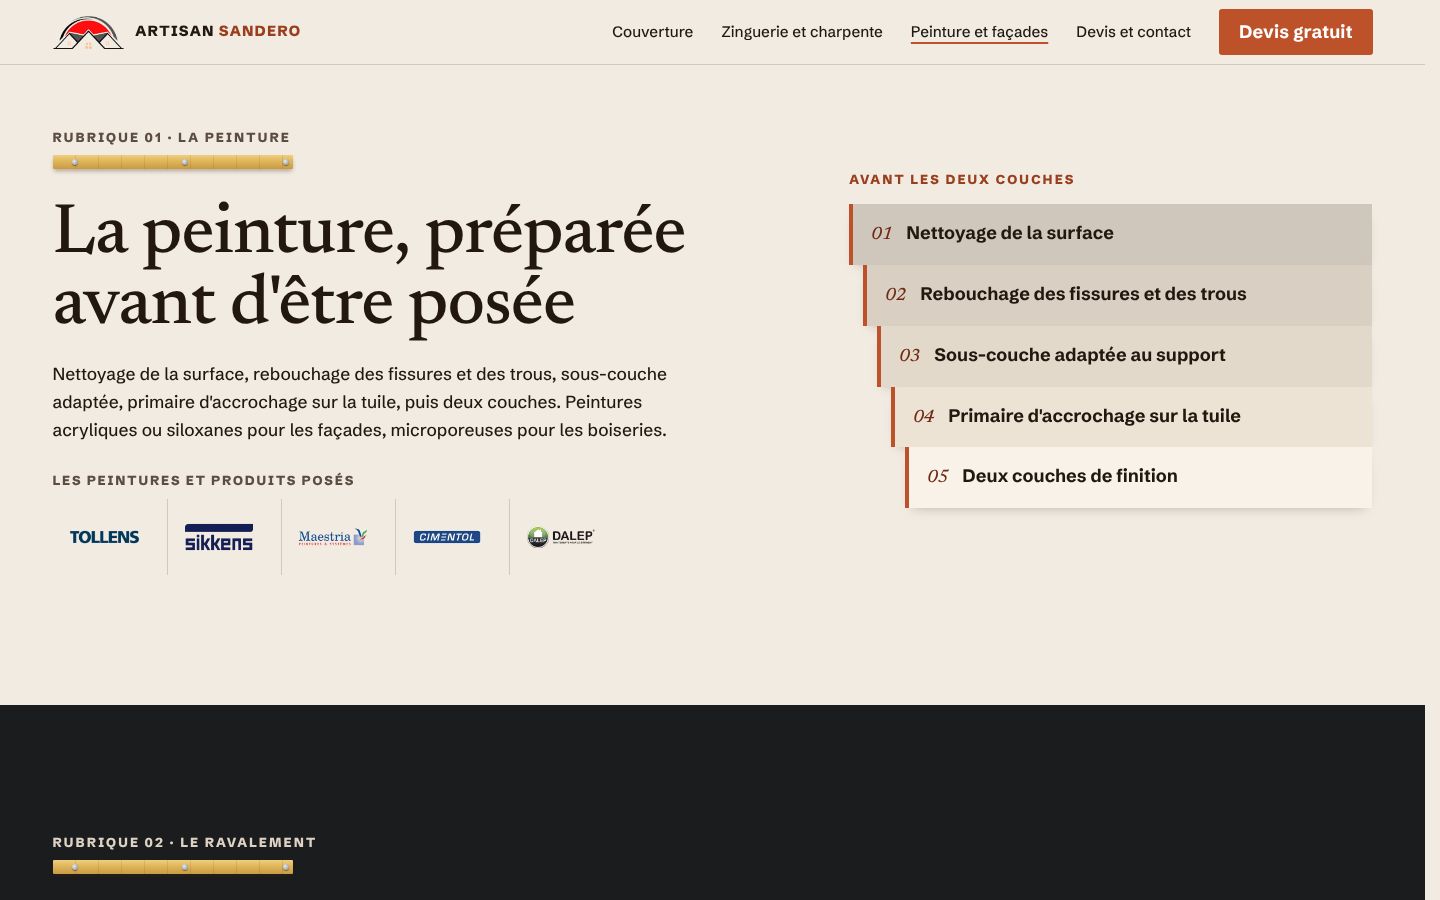 ARTISAN SANDERO
Couverture
Zinguerie et charpente
Peinture et façades
Devis et contact
Devis gratuit
RUBRIQUE 01 · LA PEINTURE
La peinture, préparée
avant d'être posée
Nettoyage de la surface, rebouchage des fissures et des trous, sous-couche
adaptée, primaire d'accrochage sur la tuile, puis deux couches. Peintures
acryliques ou siloxanes pour les façades, microporeuses pour les boiseries.
LES PEINTURES ET PRODUITS POSÉS
TOLLENS
sikkens
Maestria
CIMENTOL
DALEP
AVANT LES DEUX COUCHES
01 Nettoyage de la surface
02 Rebouchage des fissures et des trous
03 Sous-couche adaptée au support
04 Primaire d'accrochage sur la tuile
05 Deux couches de finition
RUBRIQUE 02 · LE RAVALEMENT